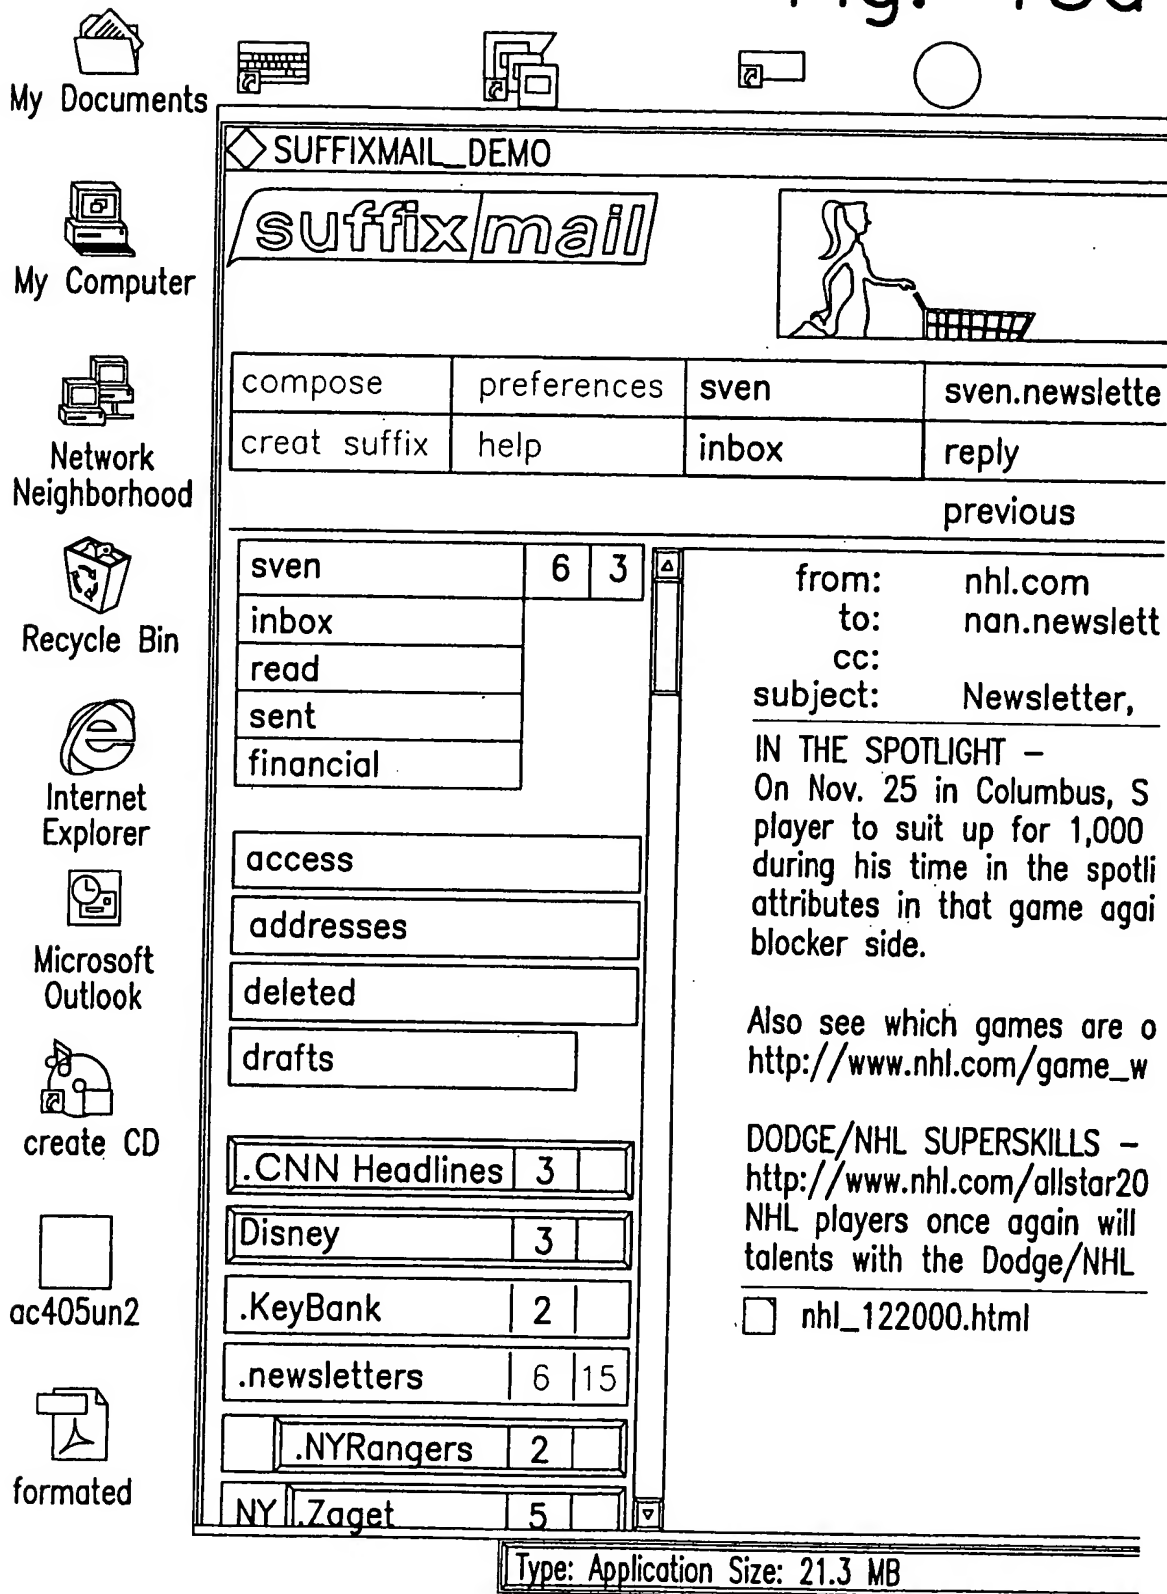 My Documents
My Computer
Network
Neighborhood
Recycle Bin
Internet
Explorer
Microsoft
Outlook
create CD
ac405un2
formated
SUFFIXMAIL_DEMO
suffix mail
compose preferences sven sven.newslette
creat suffix help inbox reply
previous
sven 6 3
inbox
read
sent
financial
access
addresses
deleted
drafts
.CNN Headlines 3
Disney 3
.KeyBank 2
.newsletters 6 15
.NYRangers 2
NY .Zaget 5
from: nhl.com
to: nan.newslett
cc:
subject: Newsletter,
IN THE SPOTLIGHT –
On Nov. 25 in Columbus, S
player to suit up for 1,000
during his time in the spotli
attributes in that game agai
blocker side.
Also see which games are o
http://www.nhl.com/game_w
DODGE/NHL SUPERSKILLS –
http://www.nhl.com/allstar20
NHL players once again will
talents with the Dodge/NHL
nhl_122000.html
Type: Application Size: 21.3 MB